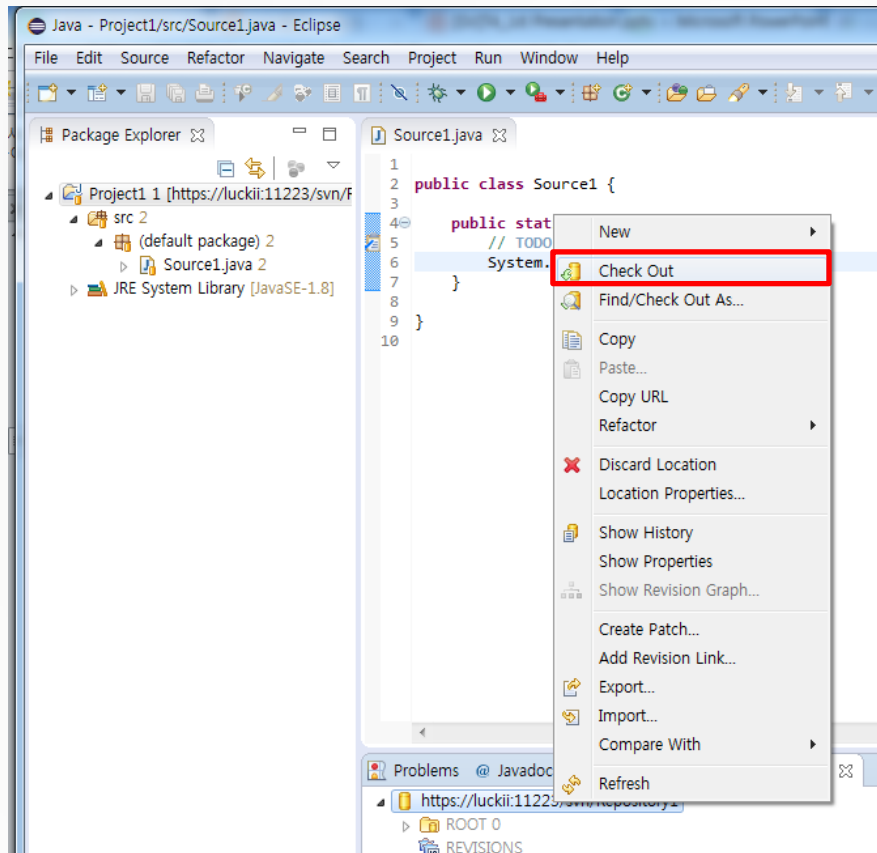 Java - Project1/src/Source1.java - Eclipse
File Edit Source Refactor Navigate Search Project Run Window Help
Package Explorer
Project1 1 [https://luckii:11223/svn/F
src 2
(default package) 2
Source1.java 2
JRE System Library [JavaSE-1.8]
Source1.java
1
2 public class Source1 {
3
4 public stat
5 // TODO
6 System.
7 }
8
9 }
10
New
Check Out
Find/Check Out As...
Copy
Paste...
Copy URL
Refactor
Discard Location
Location Properties...
Show History
Show Properties
Show Revision Graph...
Create Patch...
Add Revision Link...
Export...
Import...
Compare With
Refresh
Problems @ Javadoc
https://luckii:11223/svn/Repository1
ROOT 0
REVISIONS